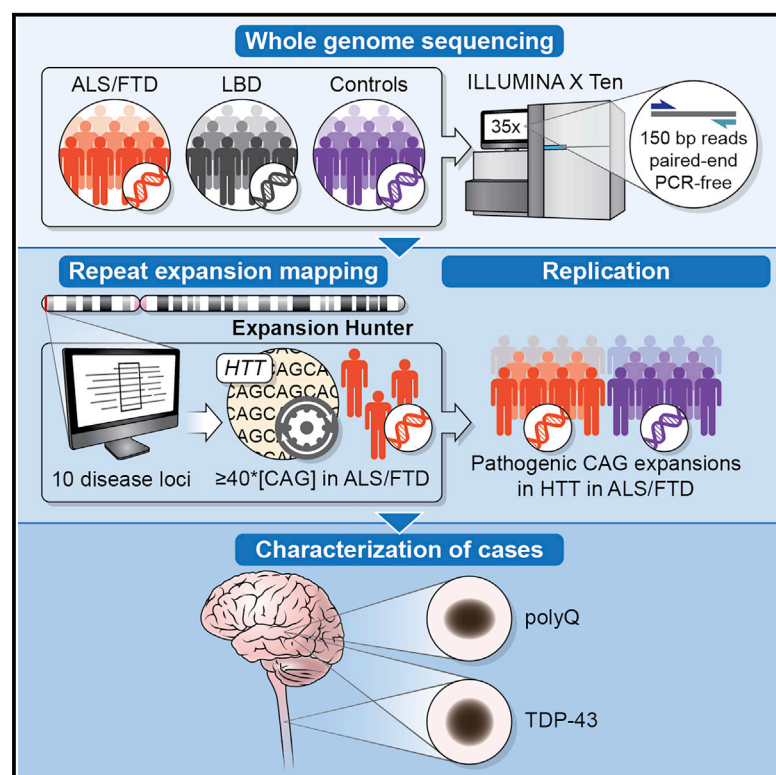 Whole genome sequencing
ALS/FTD
LBD
Controls
ILLUMINA X Ten
35x
150 bp reads
paired-end
PCR-free
Repeat expansion mapping
Replication
Expansion Hunter
HTT
CAGCA
CAGCAGCAG
CAGCAG
CAGC
10 disease loci
≥40*[CAG] in ALS/FTD
Pathogenic CAG expansions
in HTT in ALS/FTD
Characterization of cases
polyQ
TDP-43